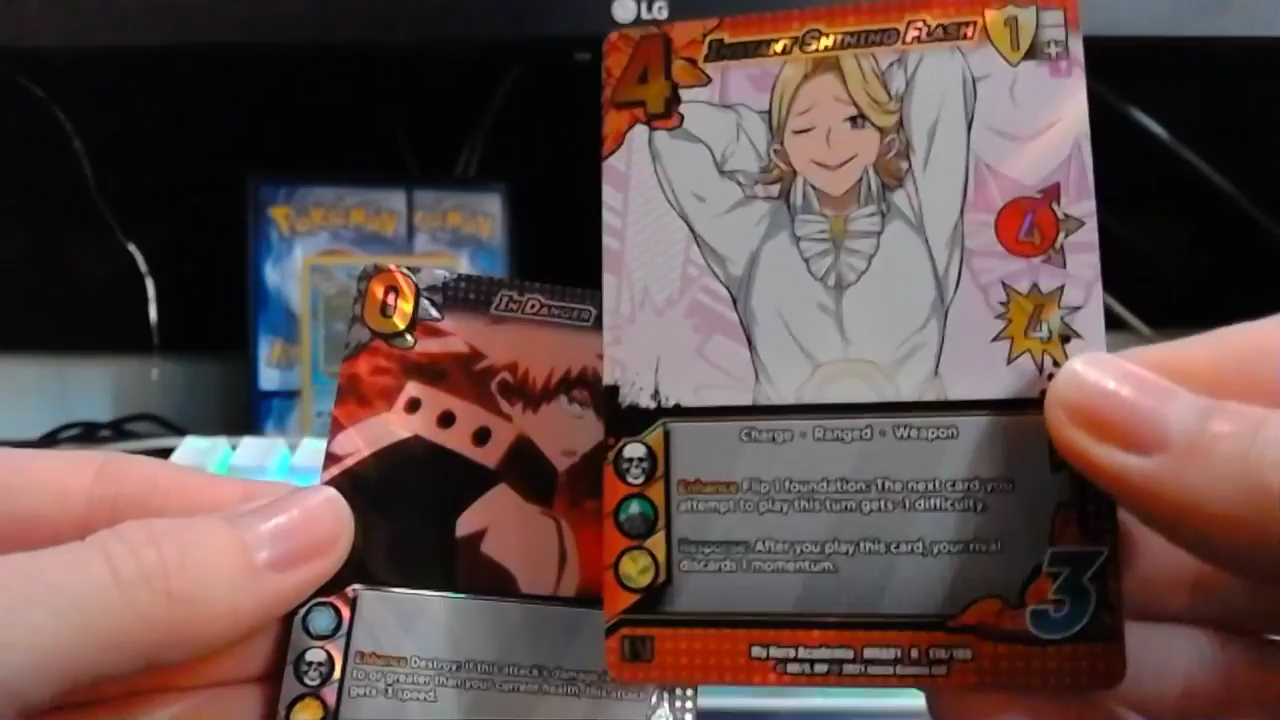 LG
4
INSTANT SHINING FLASH
1
+
4
4
Charge • Ranged • Weapon
Enhance Flip 1 foundation: The next card you
attempt to play this turn gets -1 difficulty.
Response: After you play this card, your rival
discards 1 momentum.
3
My Hero Academia
POKéMON
POKéMON
0
IN DANGER
Enhance Destroy: If this attack's damage
to or greater than your current health, this attack
gets -3 speed.